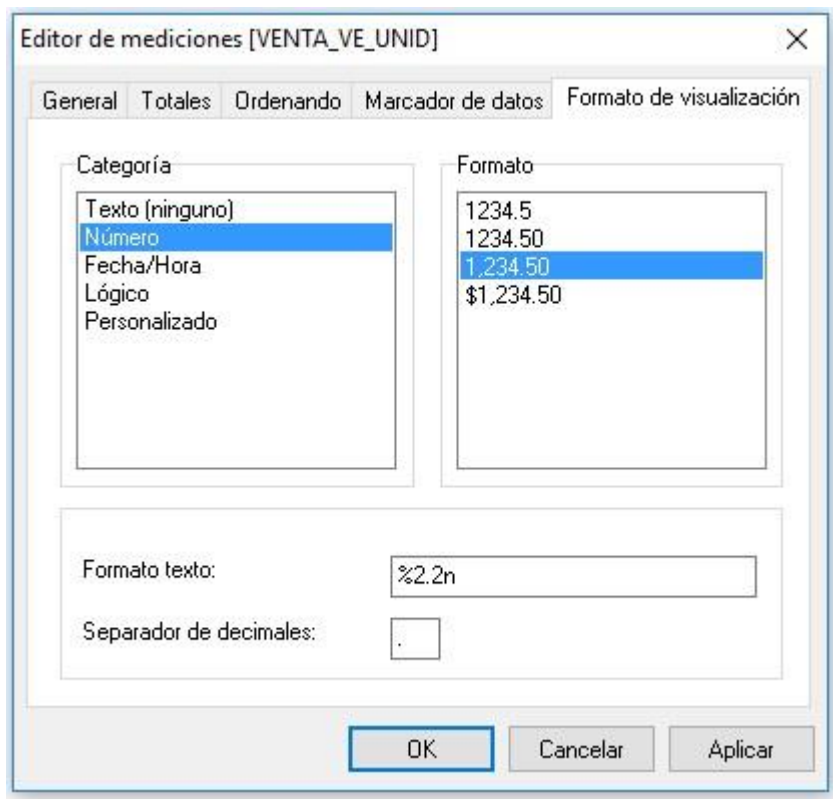 Editor de mediciones [VENTA_VE_UNID]
General Totales Ordenando Marcador de datos Formato de visualización
Categoría
Texto (ninguno)
Número
Fecha/Hora
Lógico
Personalizado
Formato
1234.5
1234.50
1,234.50
$1,234.50
Formato texto: %2.2n
Separador de decimales: .
OK Cancelar Aplicar